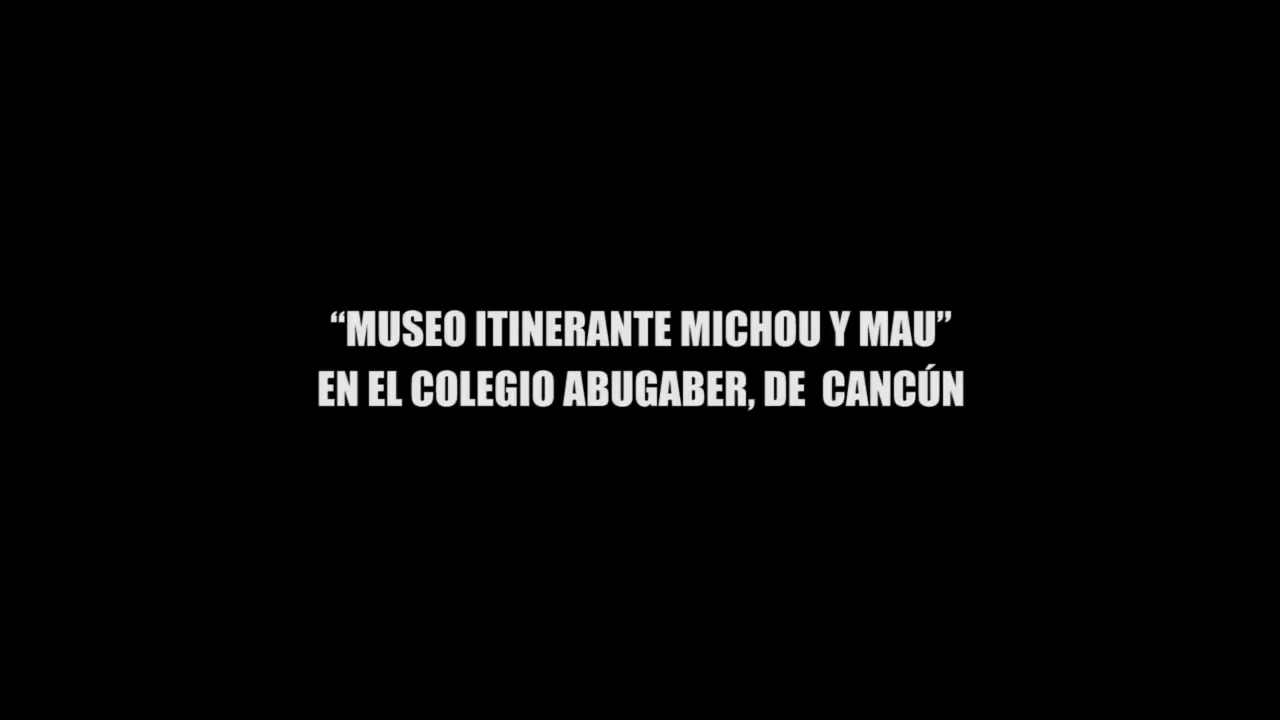 “MUSEO ITINERANTE MICHOU Y MAU”
EN EL COLEGIO ABUGABER, DE  CANCÚN